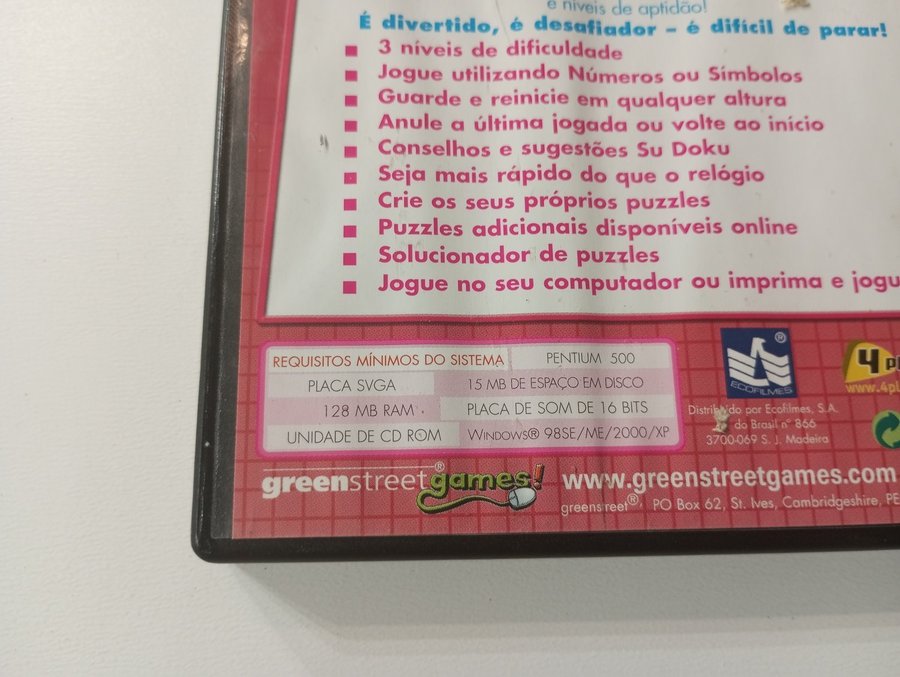 e níveis de aptidão!
É divertido, é desafiador – é difícil de parar!
3 níveis de dificuldade
Jogue utilizando Números ou Símbolos
Guarde e reinicie em qualquer altura
Anule a última jogada ou volte ao início
Conselhos e sugestões Su Doku
Seja mais rápido do que o relógio
Crie os seus próprios puzzles
Puzzles adicionais disponíveis online
Solucionador de puzzles
Jogue no seu computador ou imprima e jogu
REQUISITOS MÍNIMOS DO SISTEMA PENTIUM 500
PLACA SVGA 15 MB DE ESPAÇO EM DISCO
128 MB RAM PLACA DE SOM DE 16 BITS
UNIDADE DE CD ROM WINDOWS® 98SE/ME/2000/XP
® ECOFILMES
Distribuído por Ecofilmes, S.A.
do Brasil nº 866
3700-069 S. J. Madeira
4 P
www.4pl
greenstreet® games!
www.greenstreetgames.com
greenstreet®, PO Box 62, St. Ives, Cambridgeshire, PE